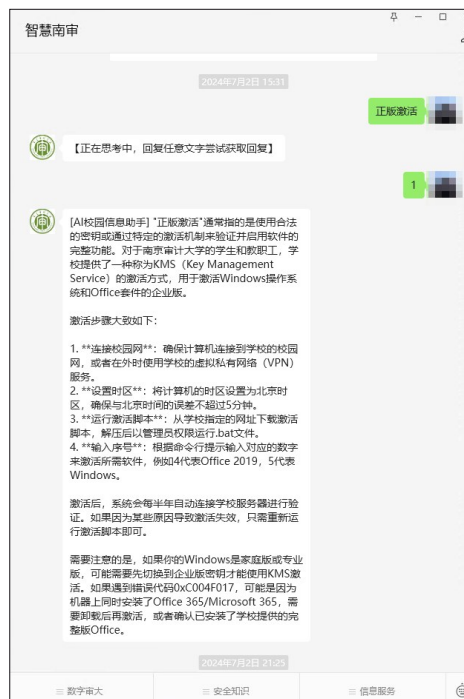 智慧南审
2024年7月2日 15:31
正版激活
【正在思考中，回复任意文字尝试获取回复】
1
[AI校园信息助手] "正版激活"通常指的是使用合法
的密钥或通过特定的激活机制来验证并启用软件的
完整功能。对于南京审计大学的学生和教职工，学
校提供了一种称为KMS（Key Management
Service）的激活方式，用于激活Windows操作系
统和Office套件的企业版。
激活步骤大致如下：
1. **连接校园网**：确保计算机连接到学校的校园
网，或者在外时使用学校的虚拟私有网络（VPN）
服务。
2. **设置时区**：将计算机的时区设置为北京时
区，确保与北京时间的误差不超过5分钟。
3. **运行激活脚本**：从学校指定的网址下载激活
脚本，解压后以管理员权限运行.bat文件。
4. **输入序号**：根据命令行提示输入对应的数字
来激活所需软件，例如4代表Office 2019，5代表
Windows。
激活后，系统会每半年自动连接学校服务器进行验
证。如果因为某些原因导致激活失效，只需重新运
行激活脚本即可。
需要注意的是，如果你的Windows是家庭版或专业
版，可能需要先切换到企业版密钥才能使用KMS激
活。如果遇到错误代码0xC004F017，可能是因为
机器上同时安装了Office 365/Microsoft 365，需
要卸载后再激活，或者确认已安装了学校提供的完
整版Office。
2024年7月2日 21:25
数字审大
安全知识
信息服务